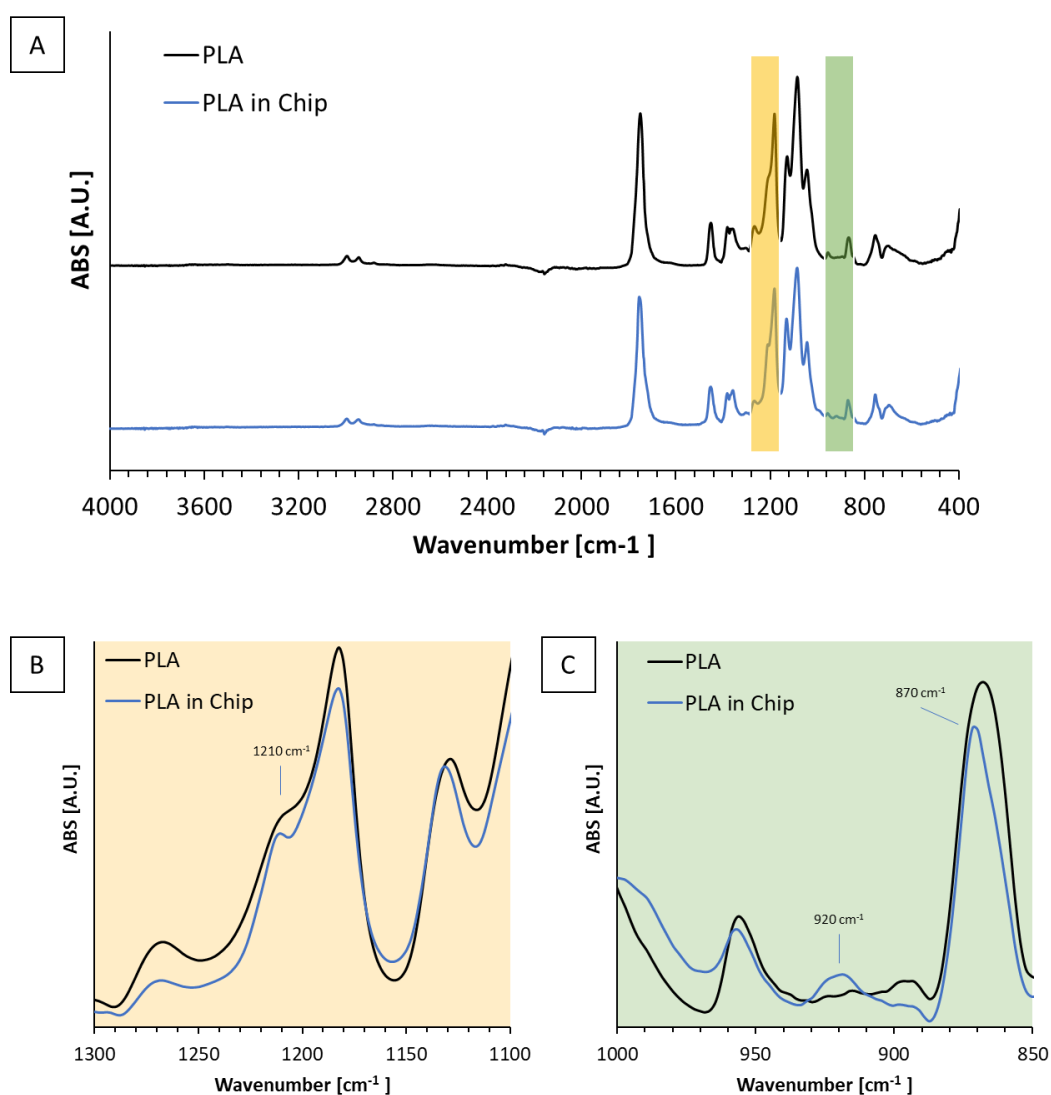 A
PLA
PLA in Chip
ABS [A.U.]
4000 3600 3200 2800 2400 2000 1600 1200 800 400
Wavenumber [cm-1 ]
B
PLA
PLA in Chip
1210 cm-1
ABS [A.U.]
1300 1250 1200 1150 1100
Wavenumber [cm-1 ]
C
PLA
PLA in Chip
870 cm-1
920 cm-1
ABS [A.U.]
1000 950 900 850
Wavenumber [cm-1 ]